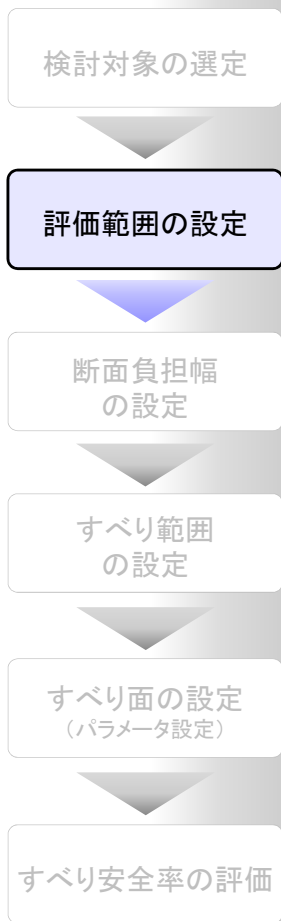 検討対象の選定
評価範囲の設定
断面負担幅
の設定
すべり範囲
の設定
すべり面の設定
（パラメータ設定）
すべり安全率の評価